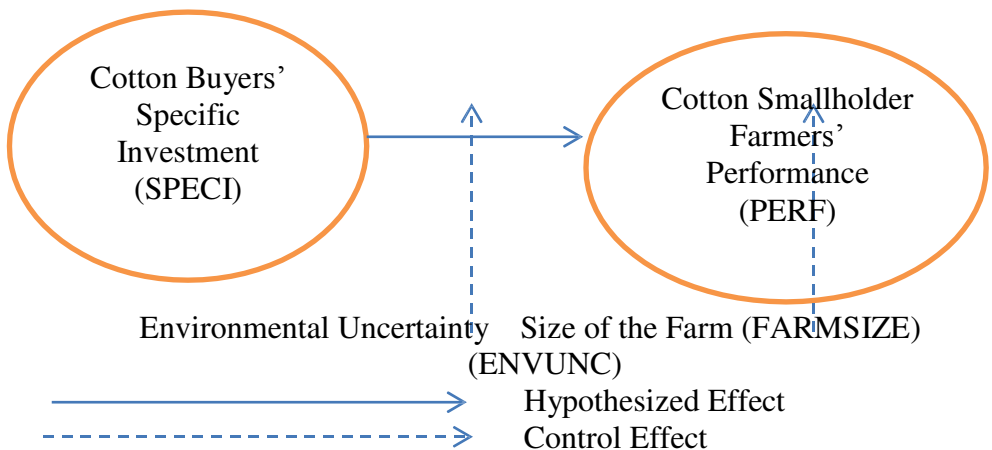 Cotton Buyers’
Specific
Investment
(SPECI)
Cotton Smallholder
Farmers’
Performance
(PERF)
Environmental Uncertainty
(ENVUNC)
Size of the Farm (FARMSIZE)
Hypothesized Effect
Control Effect